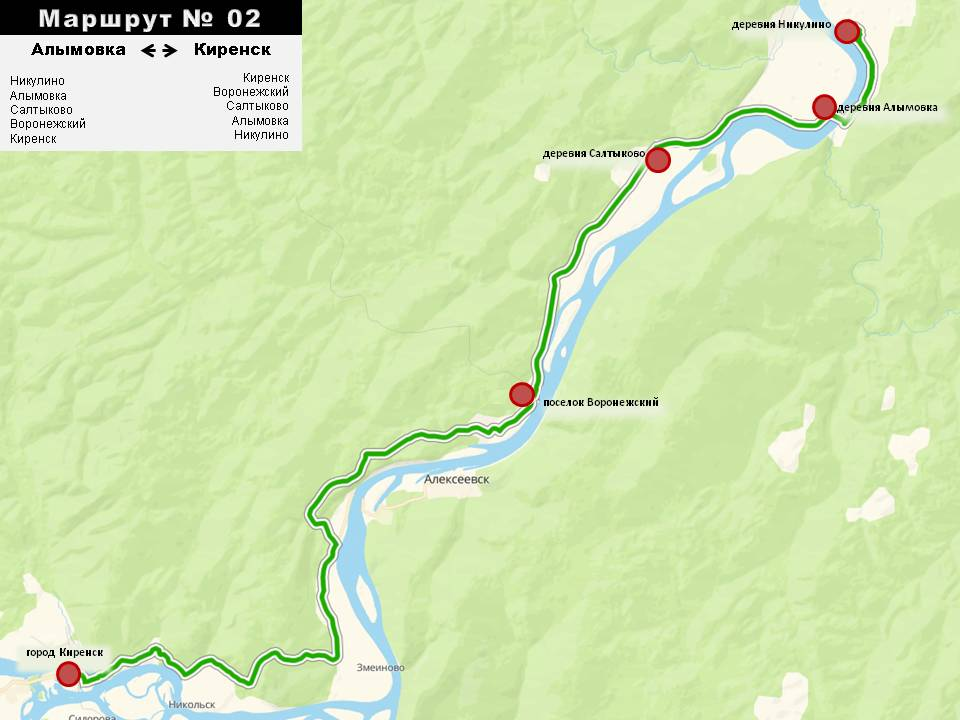 Маршрут № 02
Алымовка Киренск
Никулино
Алымовка
Салтыково
Воронежский
Киренск
Киренск
Воронежский
Салтыково
Алымовка
Никулино
деревня Никулино
деревня Алымовка
деревня Салтыково
поселок Воронежский
Алексеевск
город Киренск
Змеиново
Никольск
Сидорова